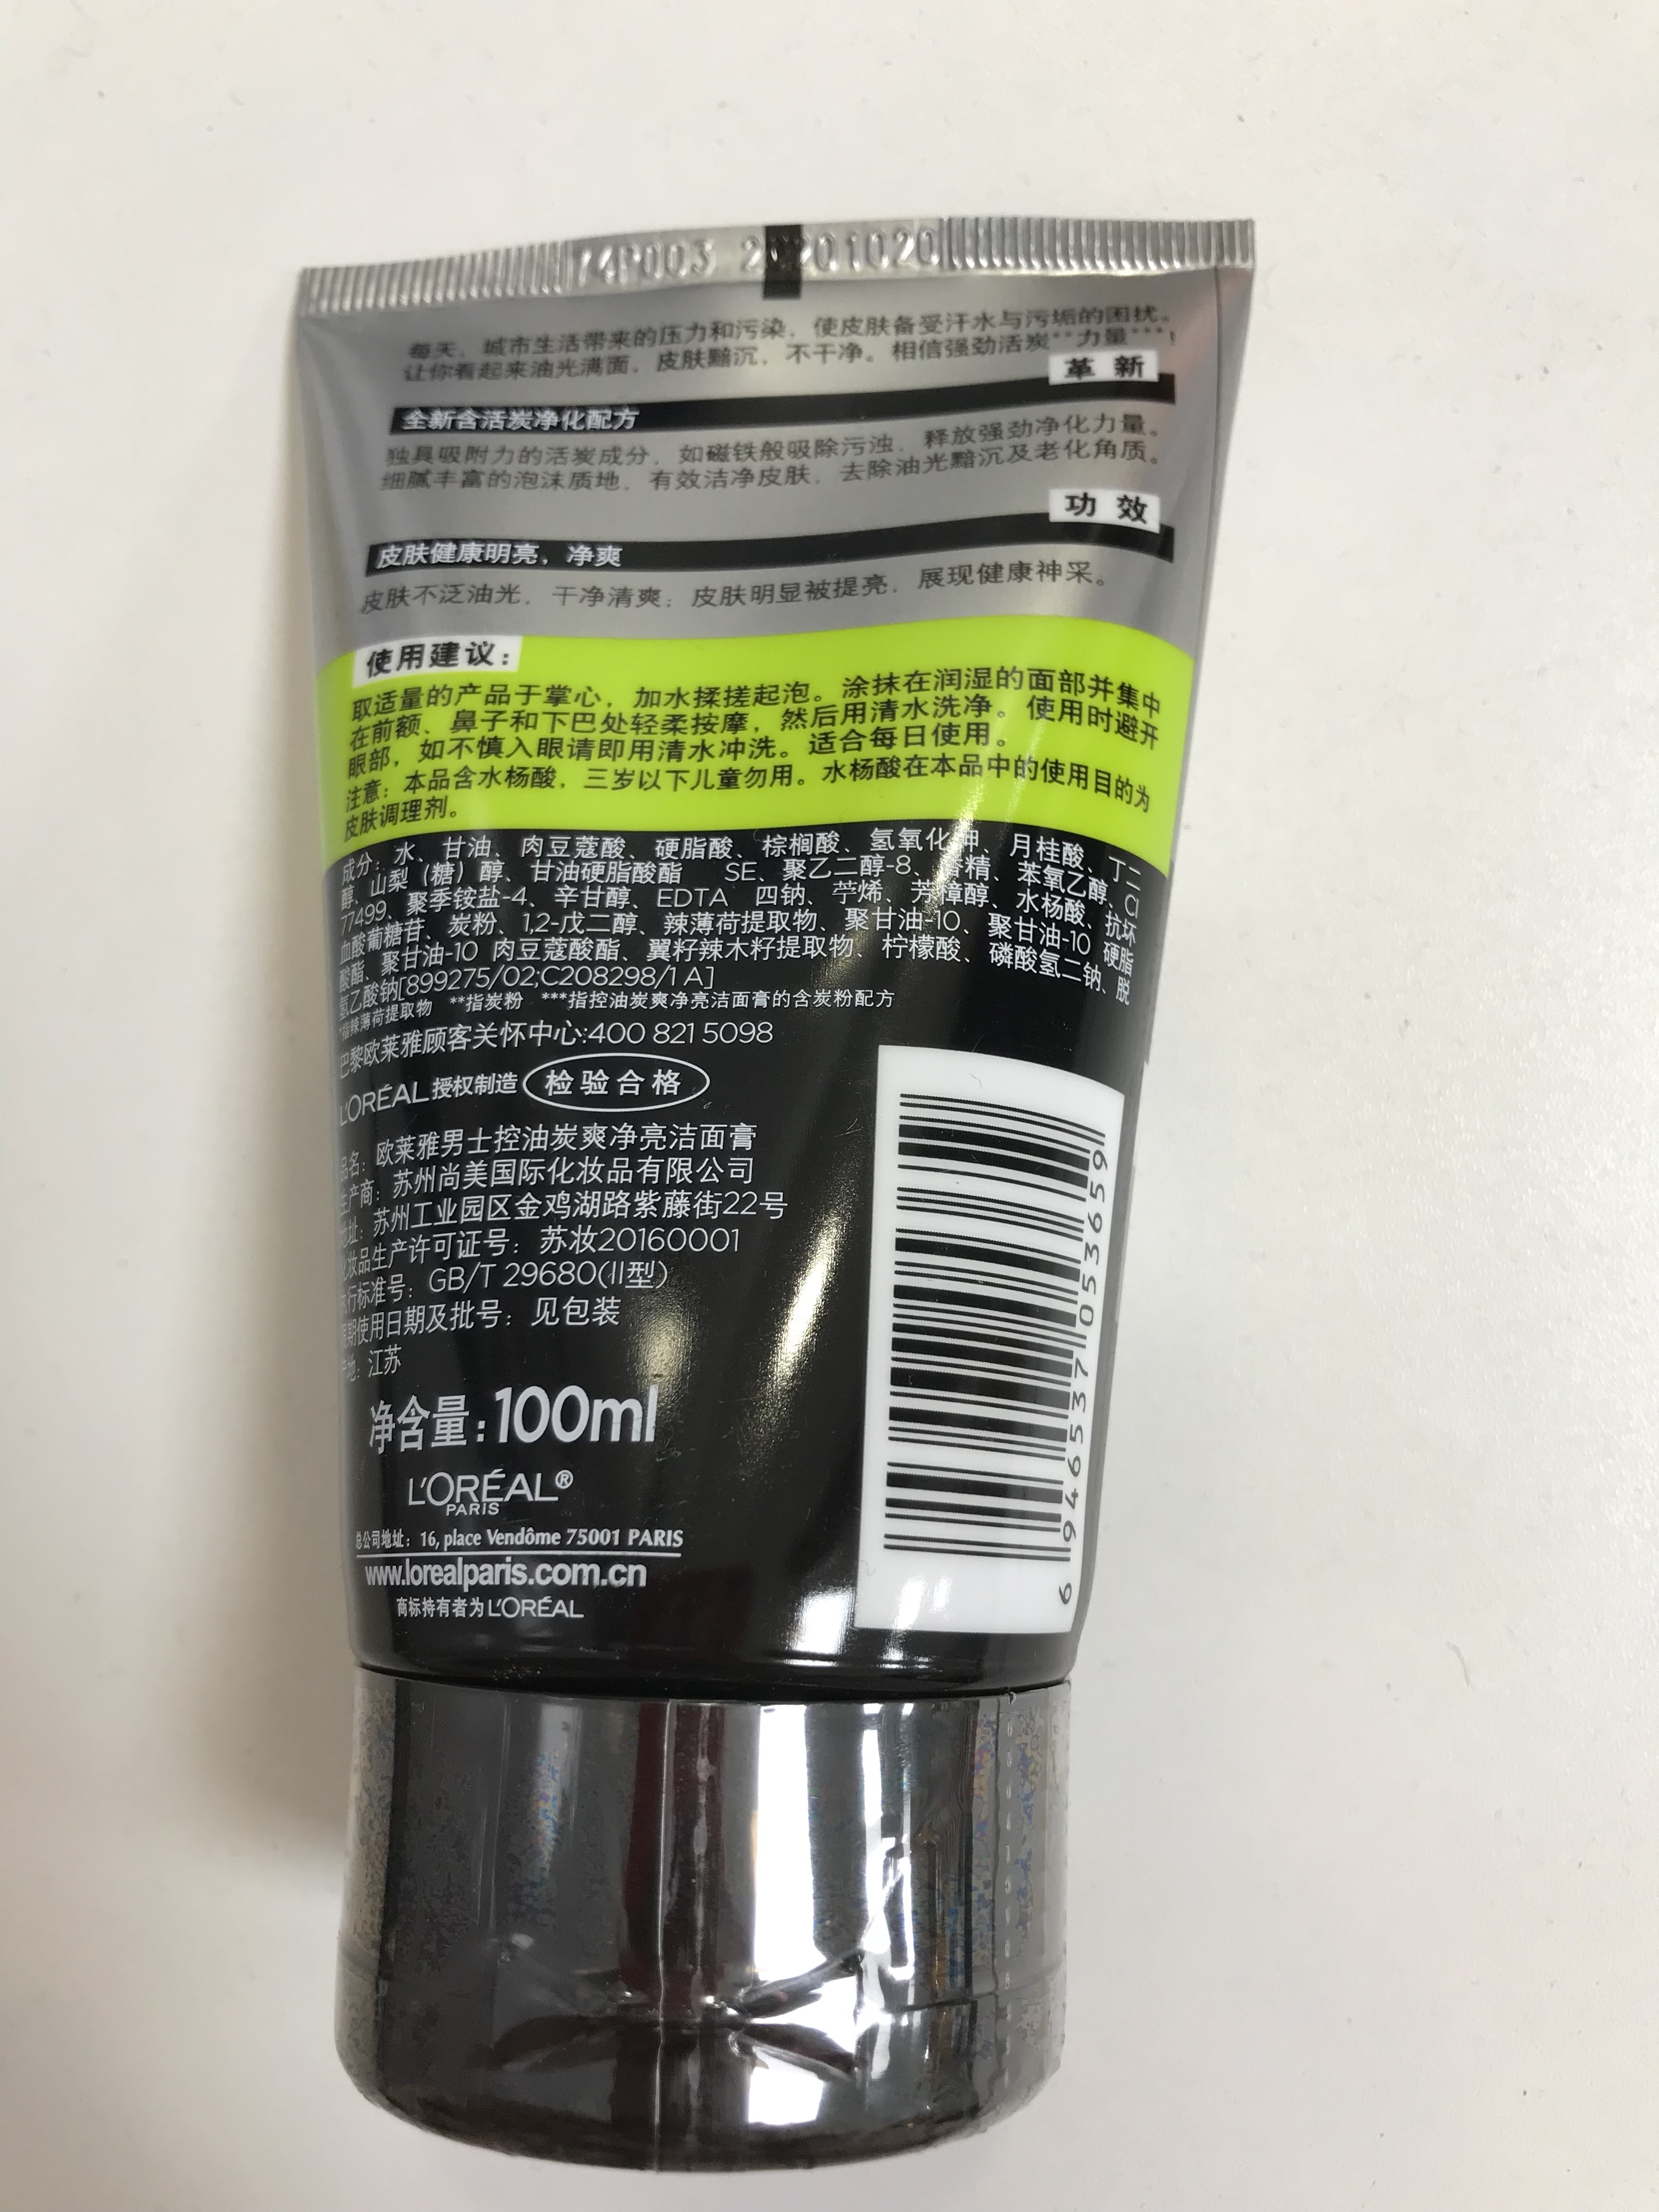 74P003 20201020
每天，城市生活带来的压力和污染，使皮肤备受汗水与污垢的困扰。
让你看起来油光满面，皮肤黯沉，不干净。相信强劲活炭**力量***！
革新
全新含活炭净化配方
独具吸附力的活炭成分，如磁铁般吸除污浊，释放强劲净化力量。
细腻丰富的泡沫质地，有效洁净皮肤，去除油光黯沉及老化角质。
功效
皮肤健康明亮，净爽
皮肤不泛油光，干净清爽；皮肤明显被提亮，展现健康神采。
使用建议：
取适量的产品于掌心，加水揉搓起泡。涂抹在润湿的面部并集中
在前额、鼻子和下巴处轻柔按摩，然后用清水洗净。使用时避开
眼部，如不慎入眼请即用清水冲洗。适合每日使用。
注意：本品含水杨酸，三岁以下儿童勿用。水杨酸在本品中的使用目的为
皮肤调理剂。
成分：水、甘油、肉豆蔻酸、硬脂酸、棕榈酸、氢氧化钾、月桂酸、丁二
醇、山梨（糖）醇、甘油硬脂酸酯 SE、聚乙二醇-8、香精、苯氧乙醇、CI
77499、聚季铵盐-4、辛甘醇、EDTA 四钠、苧烯、芳樟醇、水杨酸、抗坏
血酸葡糖苷、炭粉、1,2-戊二醇、辣薄荷提取物、聚甘油-10、聚甘油-10 硬脂
酸酯、聚甘油-10 肉豆蔻酸酯、翼籽辣木籽提取物、柠檬酸、磷酸氢二钠、脱
氢乙酸钠[899275/02;C208298/1 A]
*指辣薄荷提取物 **指炭粉 ***指控油炭爽净亮洁面膏的含炭粉配方
巴黎欧莱雅顾客关怀中心:400 821 5098
L'ORÉAL 授权制造 检验合格
品名：欧莱雅男士控油炭爽净亮洁面膏
生产商：苏州尚美国际化妆品有限公司
地址：苏州工业园区金鸡湖路紫藤街22号
化妆品生产许可证号：苏妆20160001
执行标准号：GB/T 29680(II型)
限期使用日期及批号：见包装
产地：江苏
净含量：100ml
L'ORÉAL®
PARIS
总公司地址：16, place Vendôme 75001 PARIS
www.lorealparis.com.cn
商标持有者为L'ORÉAL
6 946537 053659